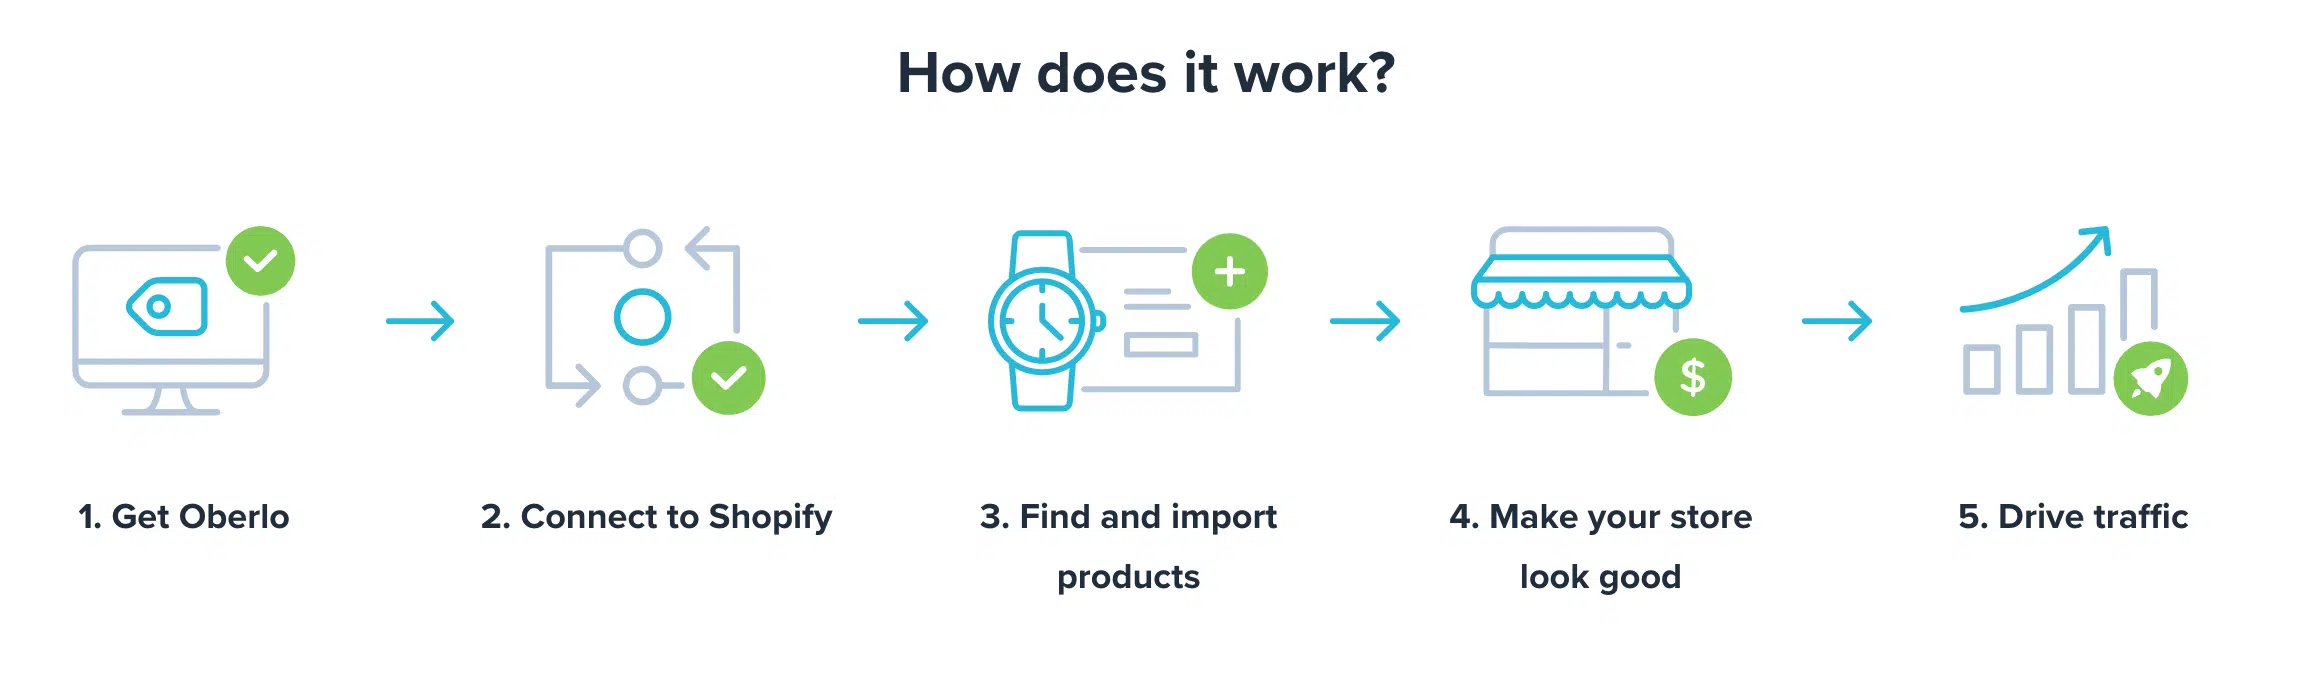 How does it work?
$
1. Get Oberlo
2. Connect to Shopify
3. Find and import
products
4. Make your store
look good
5. Drive traffic